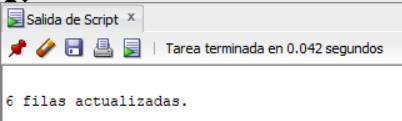 Salida de Script x
Tarea terminada en 0.042 segundos
6 filas actualizadas.